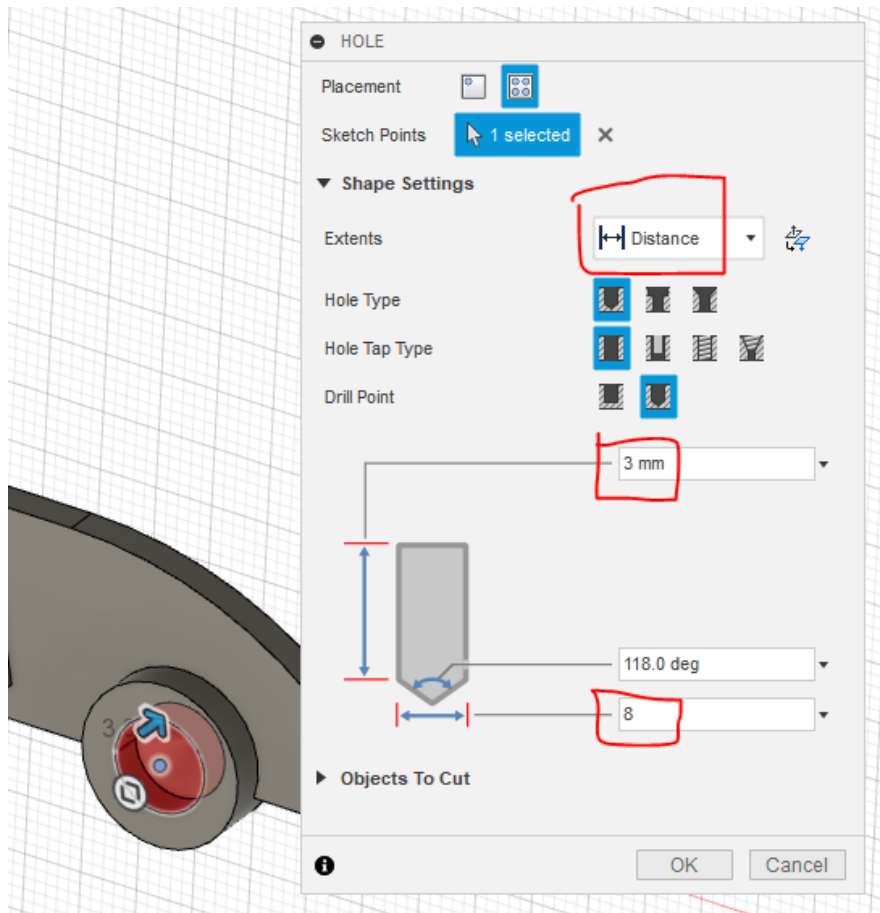 HOLE
Placement
Sketch Points 1 selected
Shape Settings
Extents Distance
Hole Type
Hole Tap Type
Drill Point
3 mm
118.0 deg
8
Objects To Cut
OK Cancel